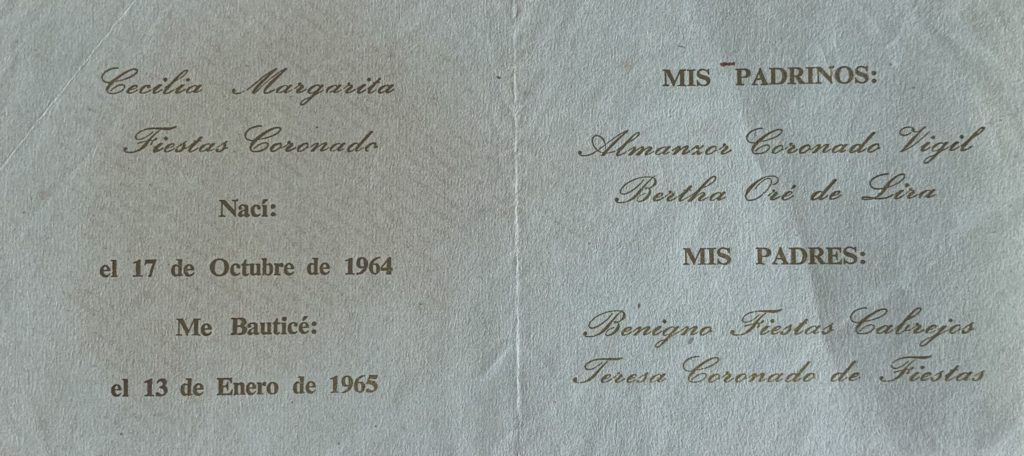 Cecilia Margarita
Fiestas Coronado
Nací:
el 17 de Octubre de 1964
Me Bauticé:
el 13 de Enero de 1965
MIS PADRINOS:
Almanzor Coronado Vigil
Bertha Oré de Lira
MIS PADRES:
Benigno Fiestas Cabrejos
Teresa Coronado de Fiestas